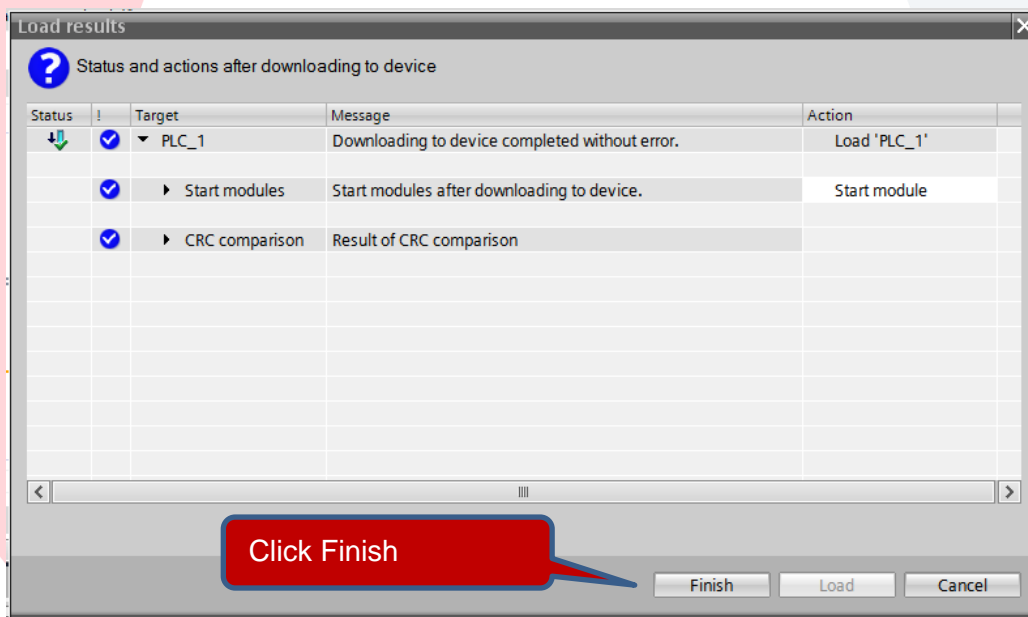 Load results
Status and actions after downloading to device
Status ! Target Message Action
PLC_1 Downloading to device completed without error. Load 'PLC_1'
Start modules Start modules after downloading to device. Start module
CRC comparison Result of CRC comparison
Click Finish
Finish Load Cancel